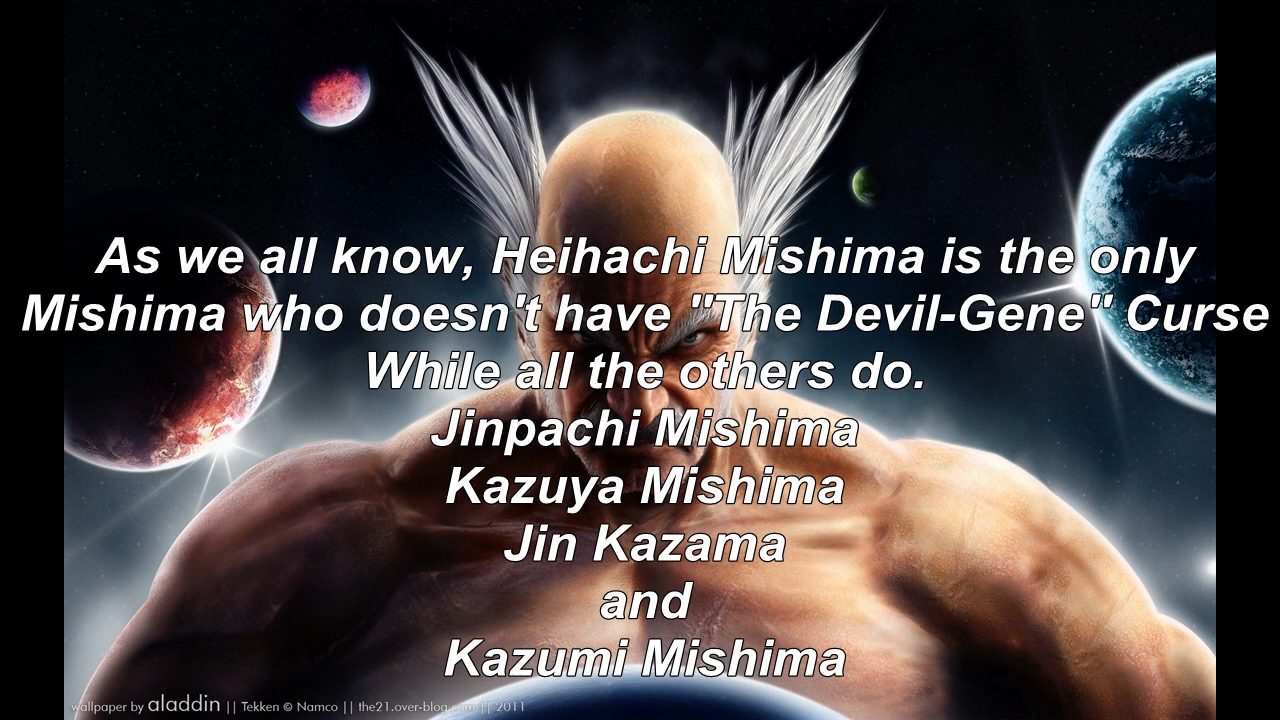 As we all know, Heihachi Mishima is the only
Mishima who doesn't have "The Devil-Gene" Curse
While all the others do.
Jinpachi Mishima
Kazuya Mishima
Jin Kazama
and
Kazumi Mishima
wallpaper by aladdin || Tekken © Namco || the21.over-blog.com || 2011